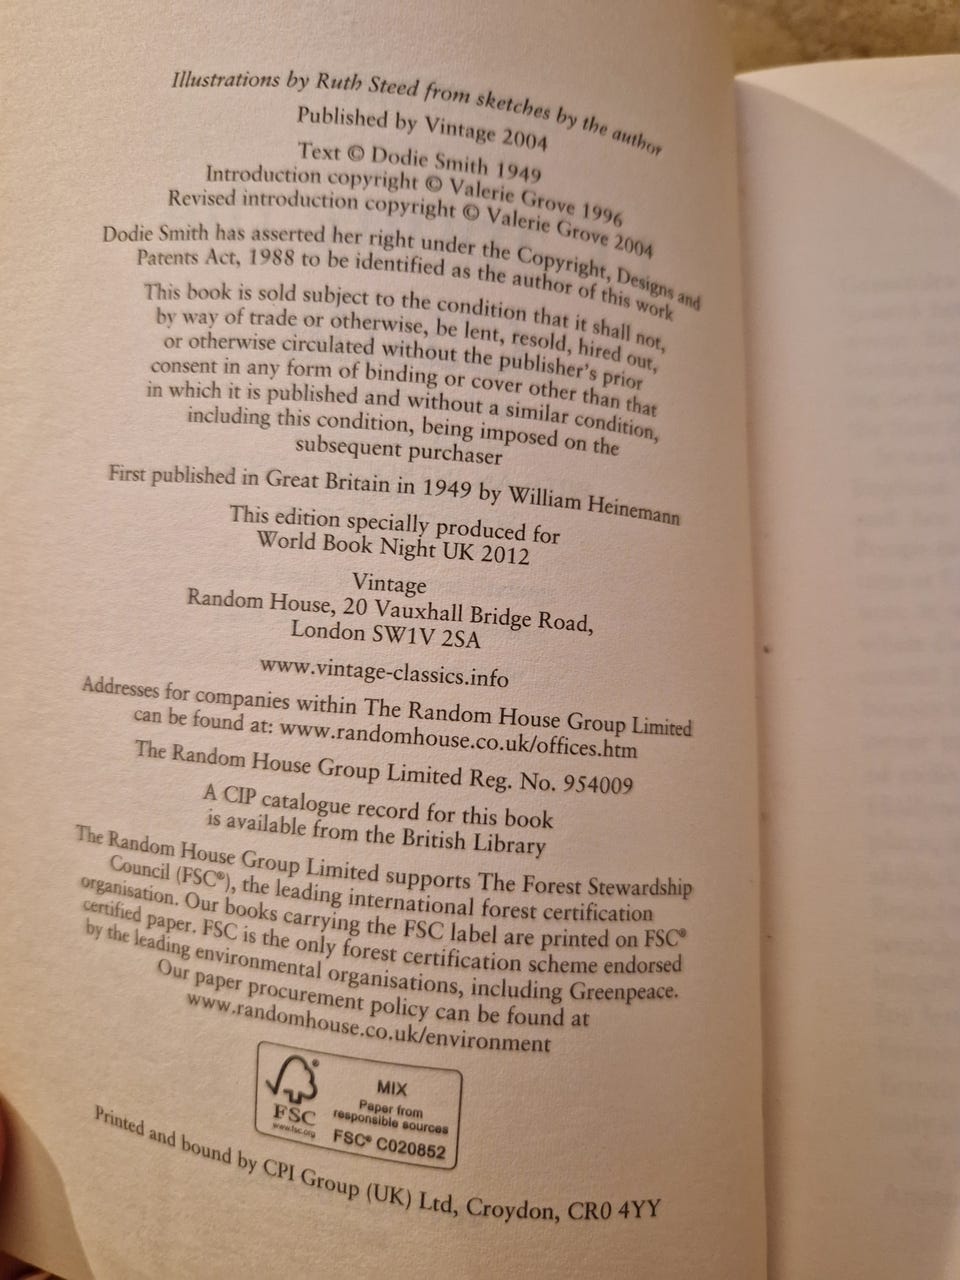 Illustrations by Ruth Steed from sketches by the author
Published by Vintage 2004
Text © Dodie Smith 1949
Introduction copyright © Valerie Grove 1996
Revised introduction copyright © Valerie Grove 2004
Dodie Smith has asserted her right under the Copyright, Designs and
Patents Act, 1988 to be identified as the author of this work
This book is sold subject to the condition that it shall not,
by way of trade or otherwise, be lent, resold, hired out,
or otherwise circulated without the publisher's prior
consent in any form of binding or cover other than that
in which it is published and without a similar condition,
including this condition, being imposed on the
subsequent purchaser
First published in Great Britain in 1949 by William Heinemann
This edition specially produced for
World Book Night UK 2012
Vintage
Random House, 20 Vauxhall Bridge Road,
London SW1V 2SA
www.vintage-classics.info
Addresses for companies within The Random House Group Limited
can be found at: www.randomhouse.co.uk/offices.htm
The Random House Group Limited Reg. No. 954009
A CIP catalogue record for this book
is available from the British Library
The Random House Group Limited supports The Forest Stewardship
Council (FSC®), the leading international forest certification
organisation. Our books carrying the FSC label are printed on FSC®
certified paper. FSC is the only forest certification scheme endorsed
by the leading environmental organisations, including Greenpeace.
Our paper procurement policy can be found at
www.randomhouse.co.uk/environment
®
FSC
www.fsc.org
MIX
Paper from
responsible sources
FSC® C020852
Printed and bound by CPI Group (UK) Ltd, Croydon, CR0 4YY